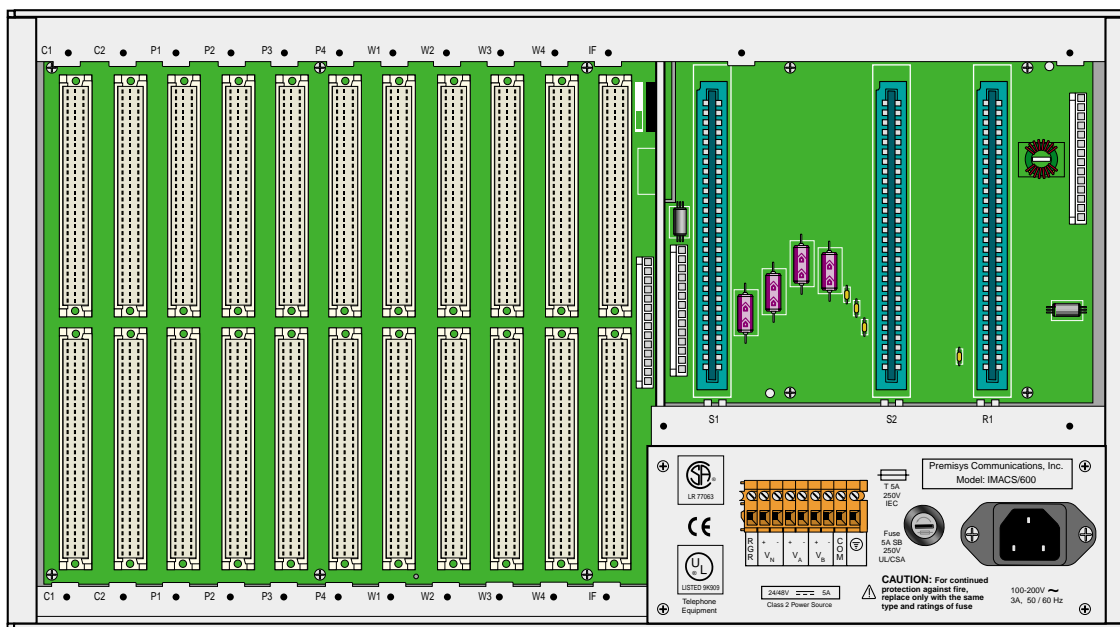 C1 C2 P1 P2 P3 P4 W1 W2 W3 W4 IF
S1 S2 R1
C1 C2 P1 P2 P3 P4 W1 W2 W3 W4 IF
SA
®
LR 77063
CE
UL
®
LISTED 9K909
Telephone
Equipment
RGR + - + - + - COM
VN VA VB
24/48V 5A
Class 2 Power Source
T 5A
250V
IEC
Fuse
5A SB
250V
UL/CSA
Premisys Communications, Inc.
Model: IMACS/600
CAUTION: For continued
protection against fire,
replace only with the same
type and ratings of fuse
100-200V ~
3A, 50 / 60 Hz